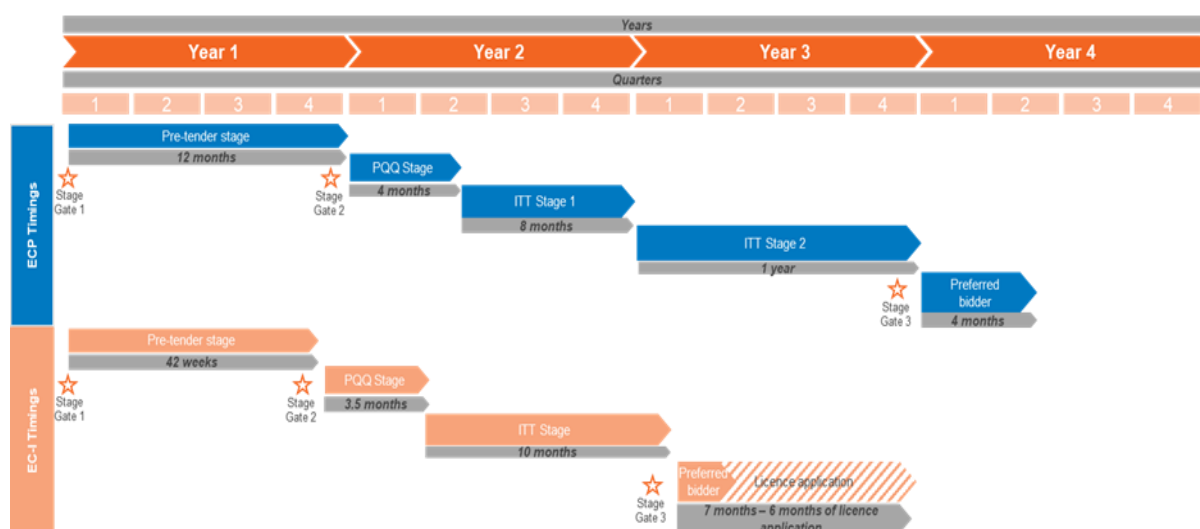 Years
Year 1
Year 2
Year 3
Year 4
Quarters
1
2
3
4
1
2
3
4
1
2
3
4
1
2
3
4
ECP Timings
Pre-tender stage
12 months
Stage
Gate 1
Stage
Gate 2
PQQ Stage
4 months
ITT Stage 1
8 months
ITT Stage 2
1 year
Stage
Gate 3
Preferred
bidder
4 months
EC-I Timings
Pre-tender stage
42 weeks
Stage
Gate 1
Stage
Gate 2
PQQ Stage
3.5 months
ITT Stage
10 months
Stage
Gate 3
Preferred
bidder
Licence application
7 months – 6 months of licence
application